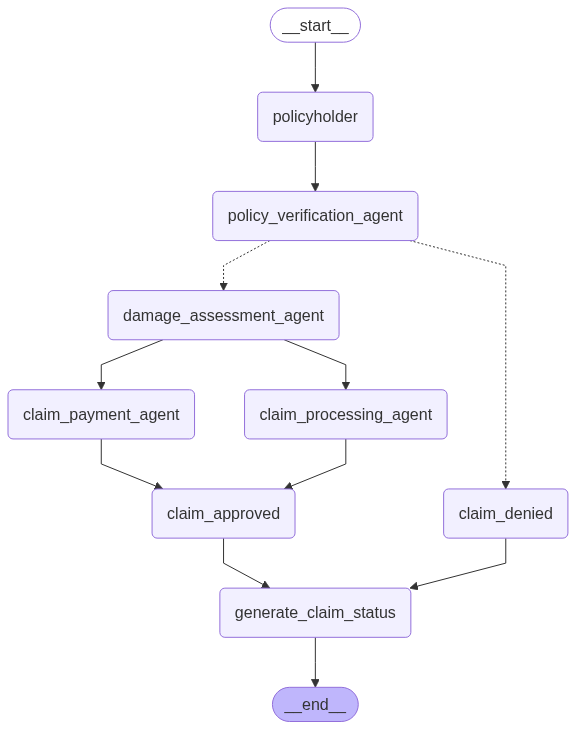 __start__
policyholder
policy_verification_agent
damage_assessment_agent
claim_payment_agent
claim_processing_agent
claim_approved
claim_denied
generate_claim_status
__end__